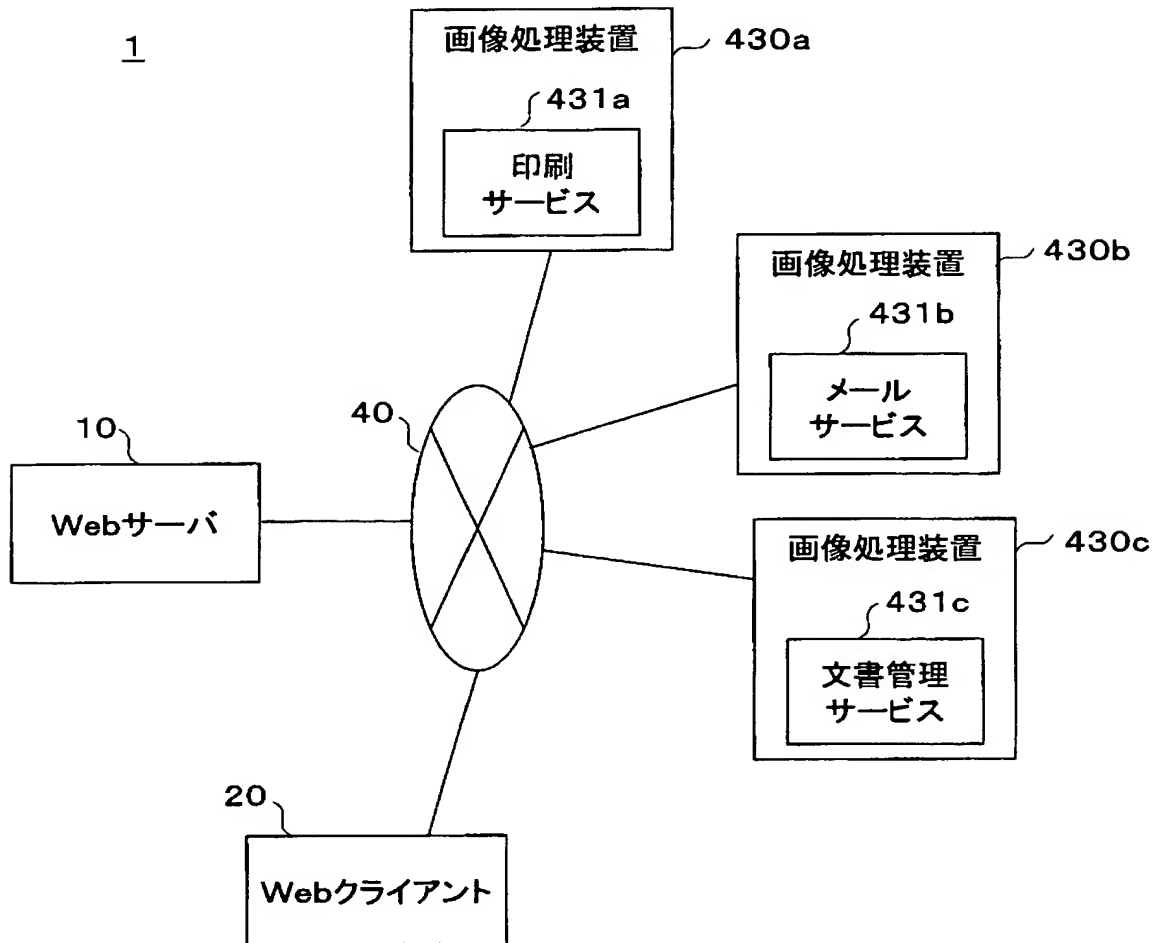 1
画像処理装置
430a
431a
印刷
サービス
画像処理装置
430b
431b
メール
サービス
40
10
Webサーバ
画像処理装置
430c
431c
文書管理
サービス
20
Webクライアント